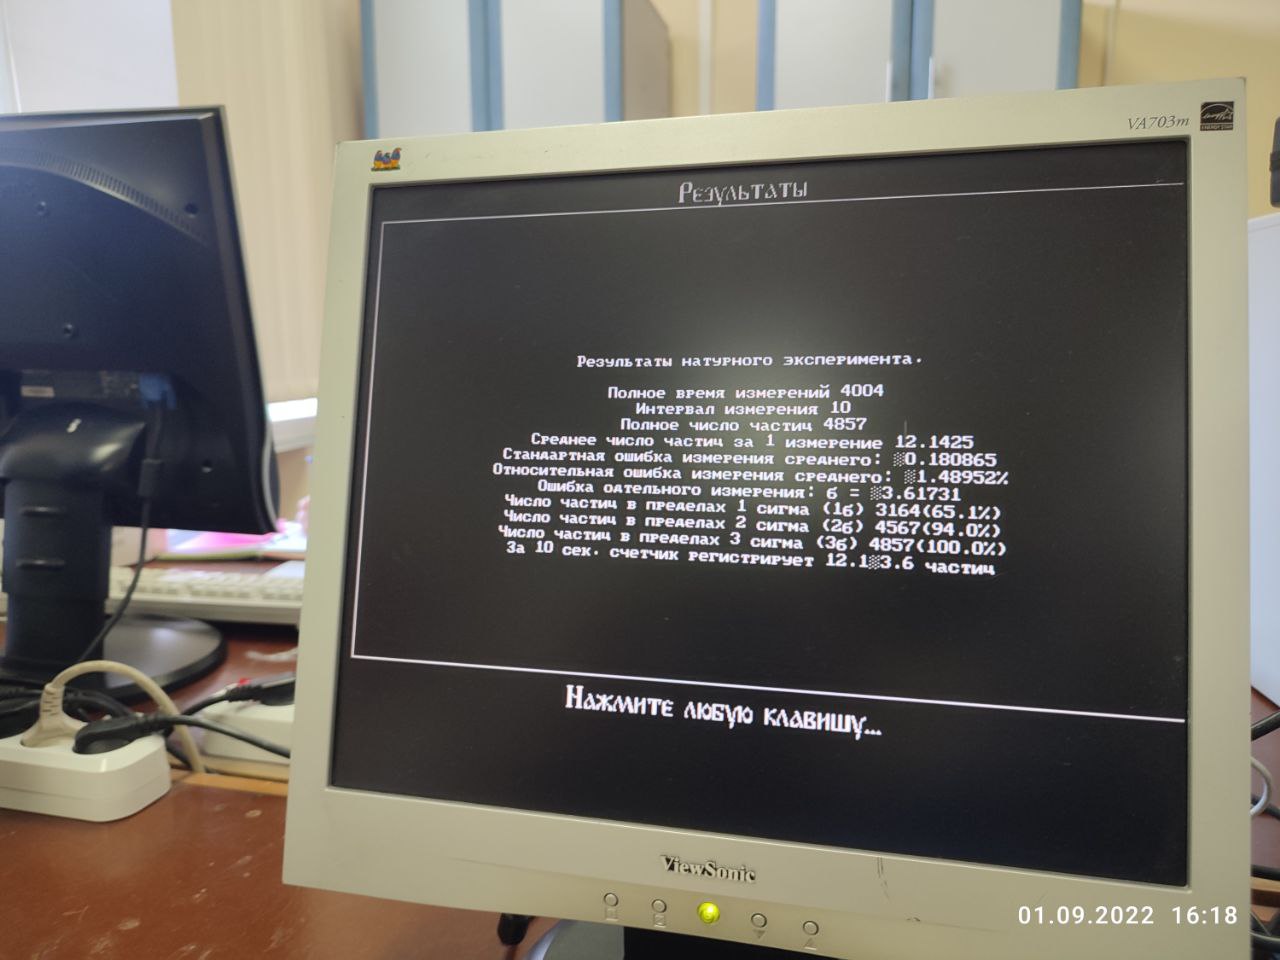 VA703m
Результаты
Результаты натурного эксперимента.
Полное время измерений 4004
Интервал измерения 10
Полное число частиц 4857
Среднее число частиц за 1 измерение 12.1425
Стандартная ошибка измерения среднего: ▒0.180865
Относительная ошибка измерения среднего: ▒1.48952%
Ошибка одтельного измерения: б = ▒3.61731
Число частиц в пределах 1 сигма (1б) 3164(65.1%)
Число частиц в пределах 2 сигма (2б) 4567(94.0%)
Число частиц в пределах 3 сигма (3б) 4857(100.0%)
За 10 сек. счетчик регистрирует 12.1▒3.6 частиц
Нажмите любую клавишу...
ViewSonic
01.09.2022 16:18